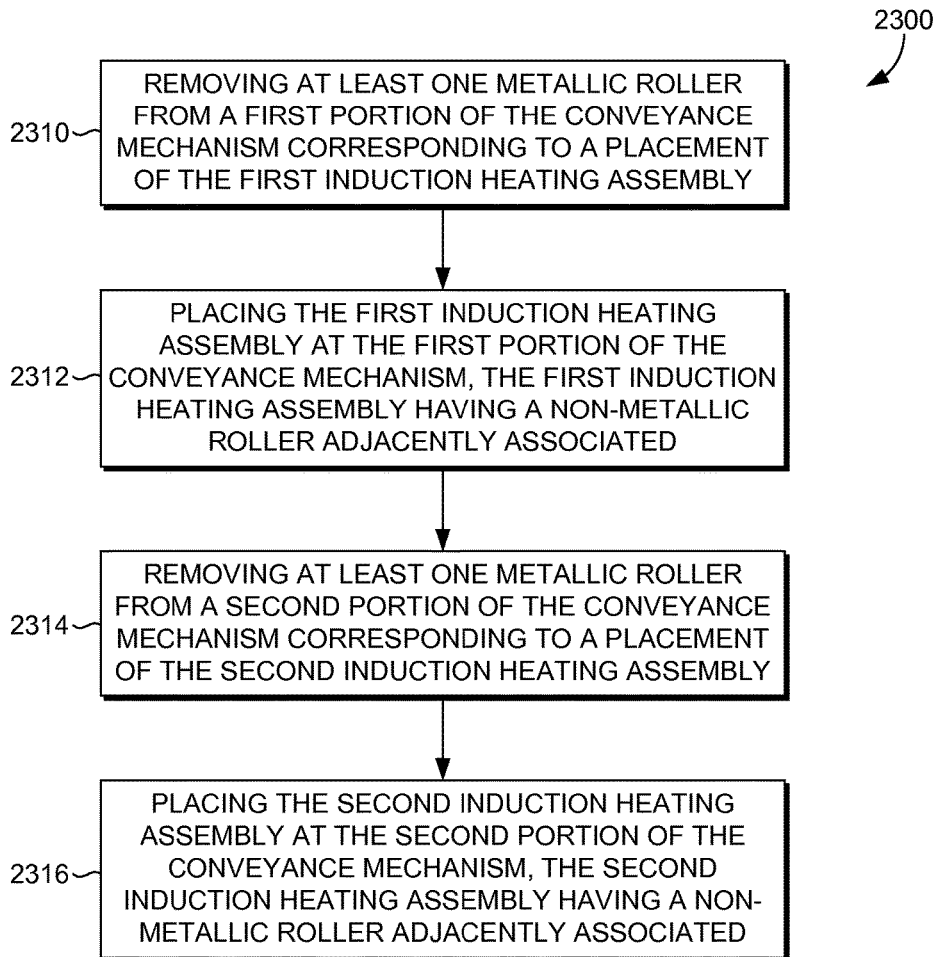 2300
REMOVING AT LEAST ONE METALLIC ROLLER
FROM A FIRST PORTION OF THE CONVEYANCE
2310
MECHANISM CORRESPONDING TO A PLACEMENT
OF THE FIRST INDUCTION HEATING ASSEMBLY
PLACING THE FIRST INDUCTION HEATING
ASSEMBLY AT THE FIRST PORTION OF THE
2312
CONVEYANCE MECHANISM, THE FIRST INDUCTION
HEATING ASSEMBLY HAVING A NON-METALLIC
ROLLER ADJACENTLY ASSOCIATED
REMOVING AT LEAST ONE METALLIC ROLLER
FROM A SECOND PORTION OF THE CONVEYANCE
2314
MECHANISM CORRESPONDING TO A PLACEMENT
OF THE SECOND INDUCTION HEATING ASSEMBLY
PLACING THE SECOND INDUCTION HEATING
ASSEMBLY AT THE SECOND PORTION OF THE
2316
CONVEYANCE MECHANISM, THE SECOND
INDUCTION HEATING ASSEMBLY HAVING A NON-
METALLIC ROLLER ADJACENTLY ASSOCIATED